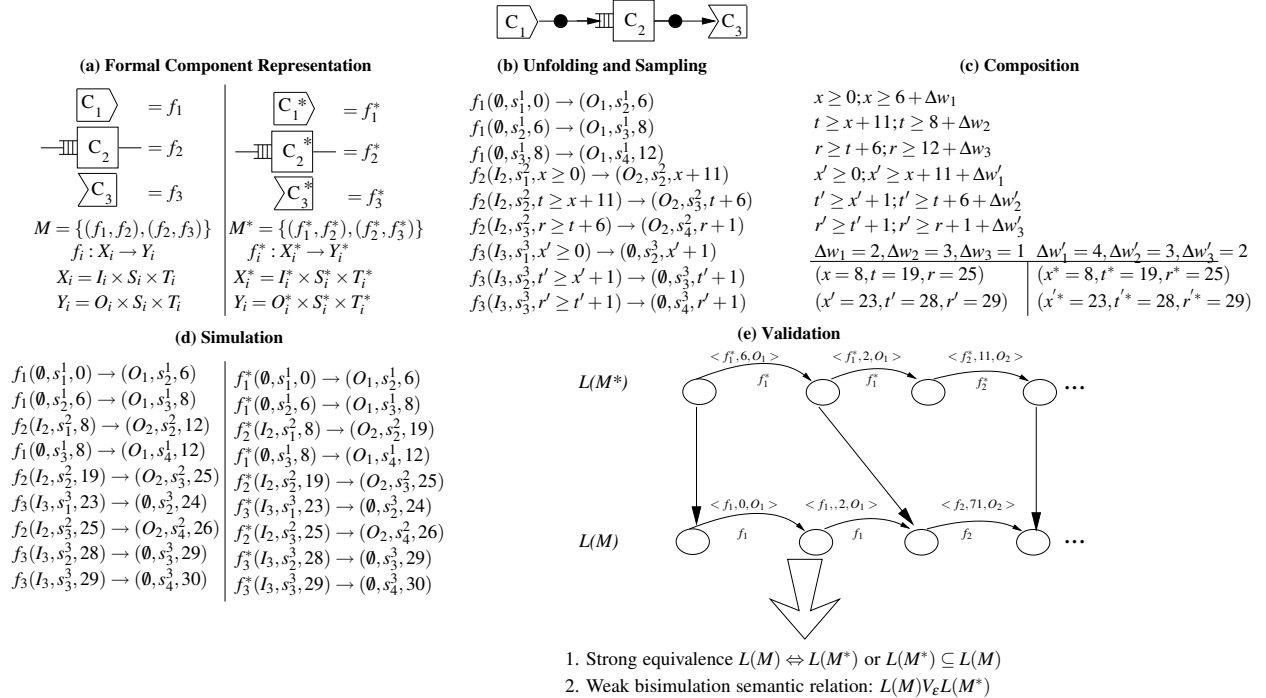 C₁ C₂ C₃
(a) Formal Component Representation
C₁ = f₁ C₁* = f₁*
C₂ = f₂ C₂* = f₂*
C₃ = f₃ C₃* = f₃*
M = {(f₁, f₂), (f₂, f₃)} M* = {(f₁*, f₂*), (f₂*, f₃*)}
fᵢ : Xᵢ → Yᵢ fᵢ* : Xᵢ* → Yᵢ*
Xᵢ = Iᵢ × Sᵢ × Tᵢ Xᵢ* = Iᵢ* × Sᵢ* × Tᵢ*
Yᵢ = Oᵢ × Sᵢ × Tᵢ Yᵢ = Oᵢ* × Sᵢ* × Tᵢ*
(b) Unfolding and Sampling
f₁(∅, s₁¹, 0) → (O₁, s₂¹, 6)
f₁(∅, s₂¹, 6) → (O₁, s₃¹, 8)
f₁(∅, s₃¹, 8) → (O₁, s₄¹, 12)
f₂(I₂, s₁², x ≥ 0) → (O₂, s₂², x + 11)
f₂(I₂, s₂², t ≥ x + 11) → (O₂, s₃², t + 6)
f₂(I₂, s₃², r ≥ t + 6) → (O₂, s₄², r + 1)
f₃(I₃, s₁³, x′ ≥ 0) → (∅, s₂³, x′ + 1)
f₃(I₃, s₂³, t′ ≥ x′ + 1) → (∅, s₃³, t′ + 1)
f₃(I₃, s₃³, r′ ≥ t′ + 1) → (∅, s₄³, r′ + 1)
(c) Composition
x ≥ 0; x ≥ 6 + Δw₁
t ≥ x + 11; t ≥ 8 + Δw₂
r ≥ t + 6; r ≥ 12 + Δw₃
x′ ≥ 0; x′ ≥ x + 11 + Δw′₁
t′ ≥ x′ + 1; t′ ≥ t + 6 + Δw′₂
r′ ≥ t′ + 1; r′ ≥ r + 1 + Δw′₃
Δw₁ = 2, Δw₂ = 3, Δw₃ = 1 Δw′₁ = 4, Δw′₂ = 3, Δw′₃ = 2
(x = 8, t = 19, r = 25) (x* = 8, t* = 19, r* = 25)
(x′ = 23, t′ = 28, r′ = 29) (x′* = 23, t′* = 28, r′* = 29)
(d) Simulation
f₁(∅, s₁¹, 0) → (O₁, s₂¹, 6) f₁*(∅, s₁¹, 0) → (O₁, s₂¹, 6)
f₁(∅, s₂¹, 6) → (O₁, s₃¹, 8) f₁*(∅, s₂¹, 6) → (O₁, s₃¹, 8)
f₂(I₂, s₁², 8) → (O₂, s₂², 12) f₂*(I₂, s₁², 8) → (O₂, s₂², 19)
f₁(∅, s₃¹, 8) → (O₁, s₄¹, 12) f₁*(∅, s₃¹, 8) → (O₁, s₄¹, 12)
f₂(I₂, s₂², 19) → (O₂, s₃², 25) f₂*(I₂, s₂², 19) → (O₂, s₃², 25)
f₃(I₃, s₁³, 23) → (∅, s₂³, 24) f₃*(I₃, s₁³, 23) → (∅, s₂³, 24)
f₂(I₂, s₃², 25) → (O₂, s₄², 26) f₂*(I₂, s₃², 25) → (O₂, s₄², 26)
f₃(I₃, s₂³, 28) → (∅, s₃³, 29) f₃*(I₃, s₂³, 28) → (∅, s₃³, 29)
f₃(I₃, s₃³, 29) → (∅, s₄³, 30) f₃*(I₃, s₃³, 29) → (∅, s₄³, 30)
(e) Validation
< f₁*, 6, O₁ > < f₁*, 2, O₁ > < f₂*, 11, O₂ >
L(M*) f₁* f₁* f₂* ...
< f₁, 0, O₁ > < f₁,, 2, O₁ > < f₂, 71, O₂ >
L(M) f₁ f₁ f₂ ...
1. Strong equivalence L(M) ⇔ L(M*) or L(M*) ⊆ L(M)
2. Weak bisimulation semantic relation: L(M)VεL(M*)